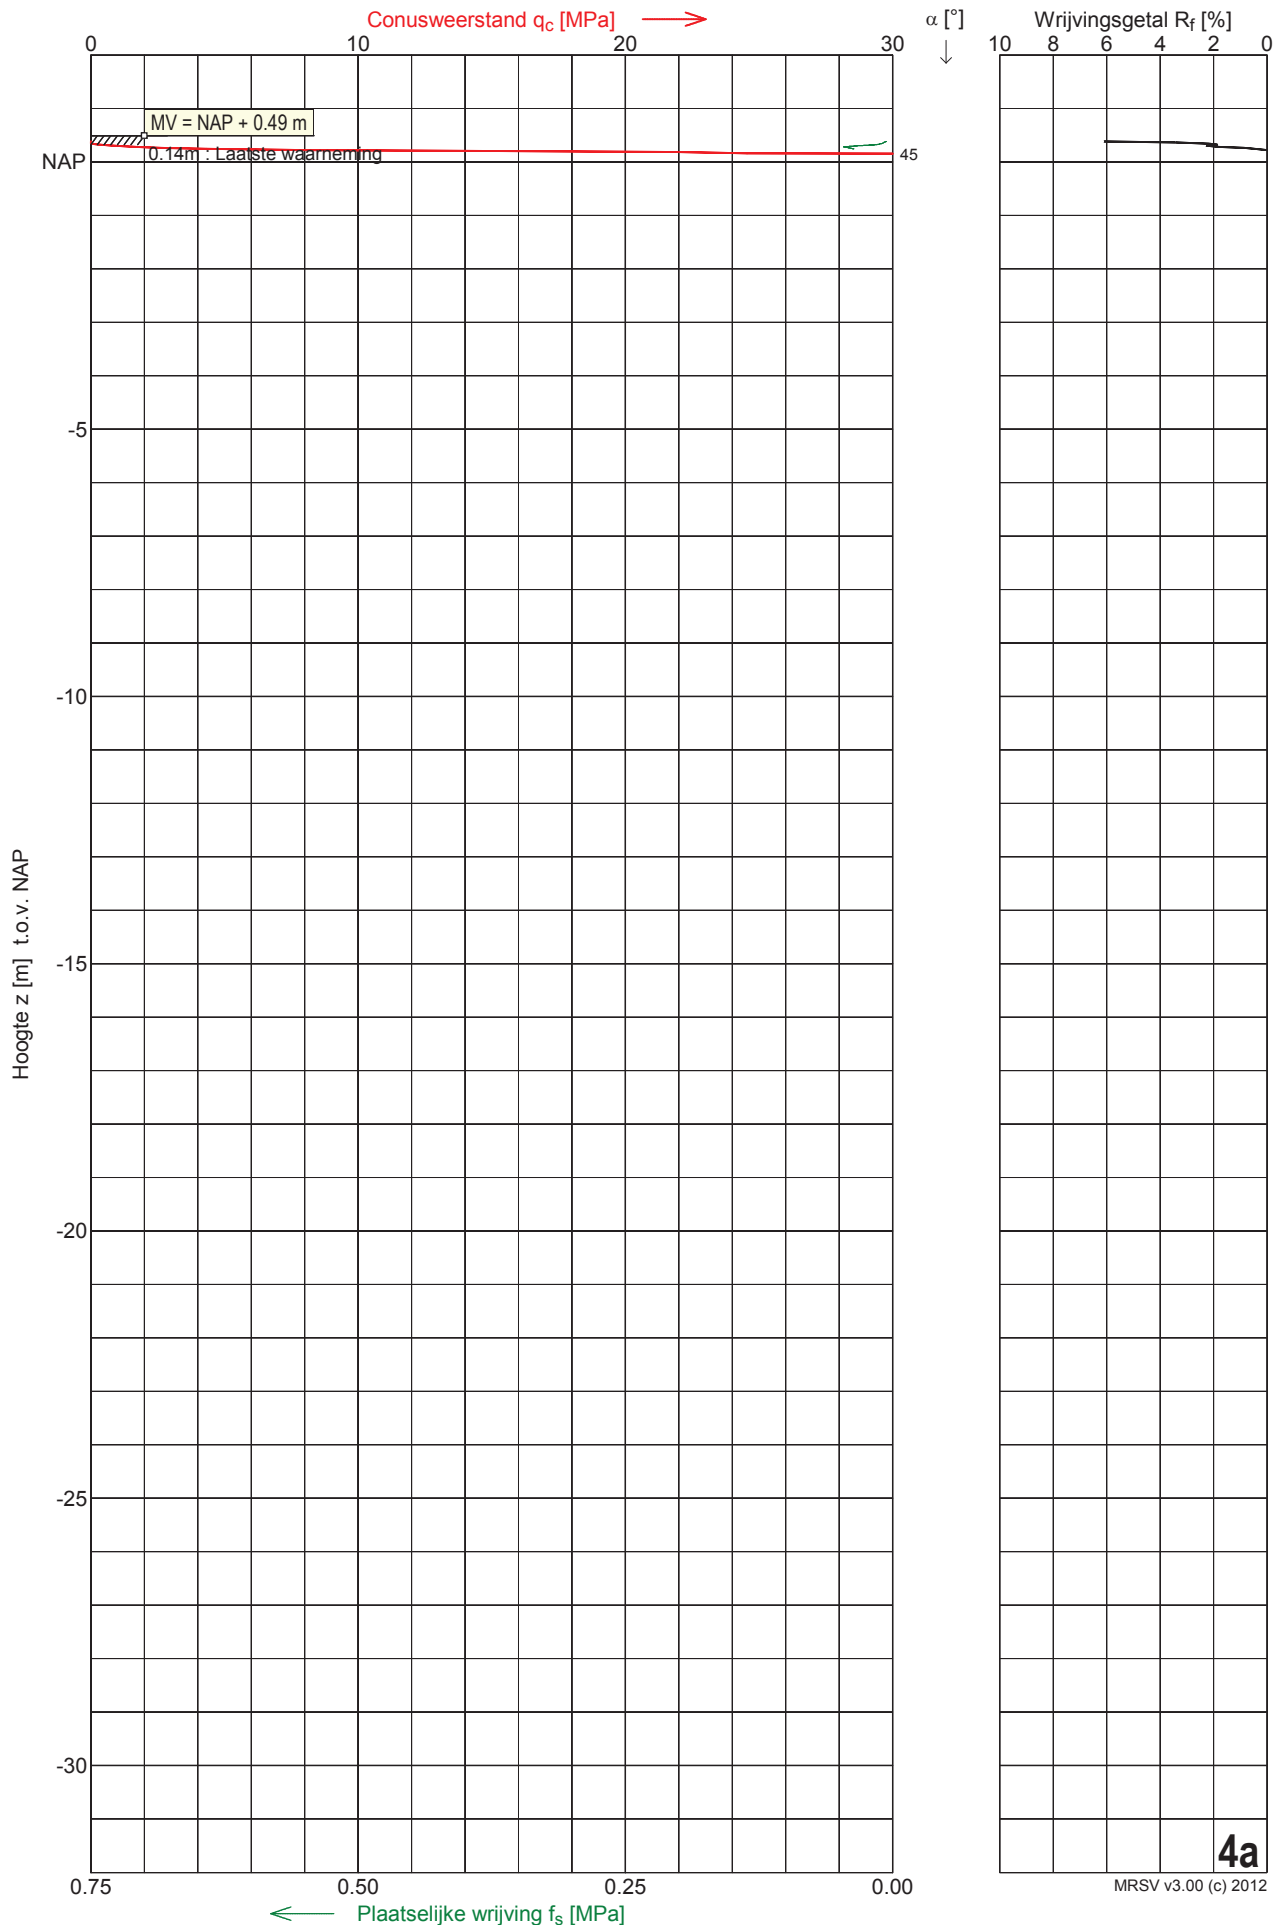 Conusweerstand qc [MPa]
α [°]
Wrijvingsgetal Rf [%]
0 10 20 30
10 8 6 4 2 0
MV = NAP + 0.49 m
0.14m : Laatste waarneming
45
NAP
-5
-10
Hoogte z [m] t.o.v. NAP
-15
-20
-25
-30
4a
0.75 0.50 0.25 0.00
MRSV v3.00 (c) 2012
Plaatselijke wrijving fs [MPa]